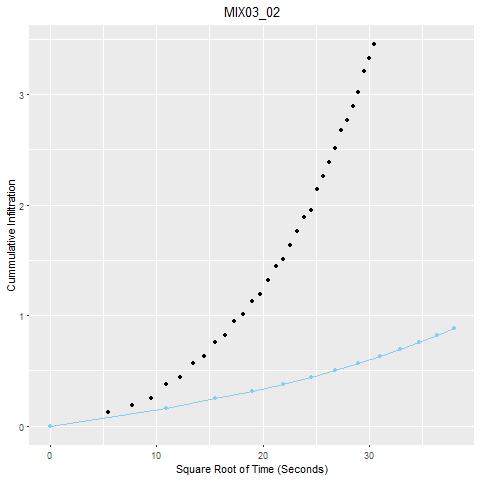 MIX03_02
Cummulative Infiltration
3
2
1
0
0 10 20 30
Square Root of Time (Seconds)